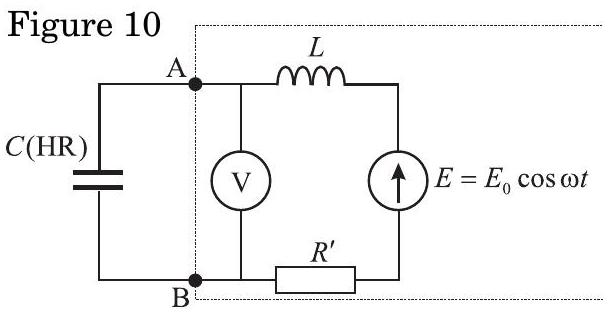 Figure 10
L
A
C(HR)
V
E = E₀ cos ωt
R'
B